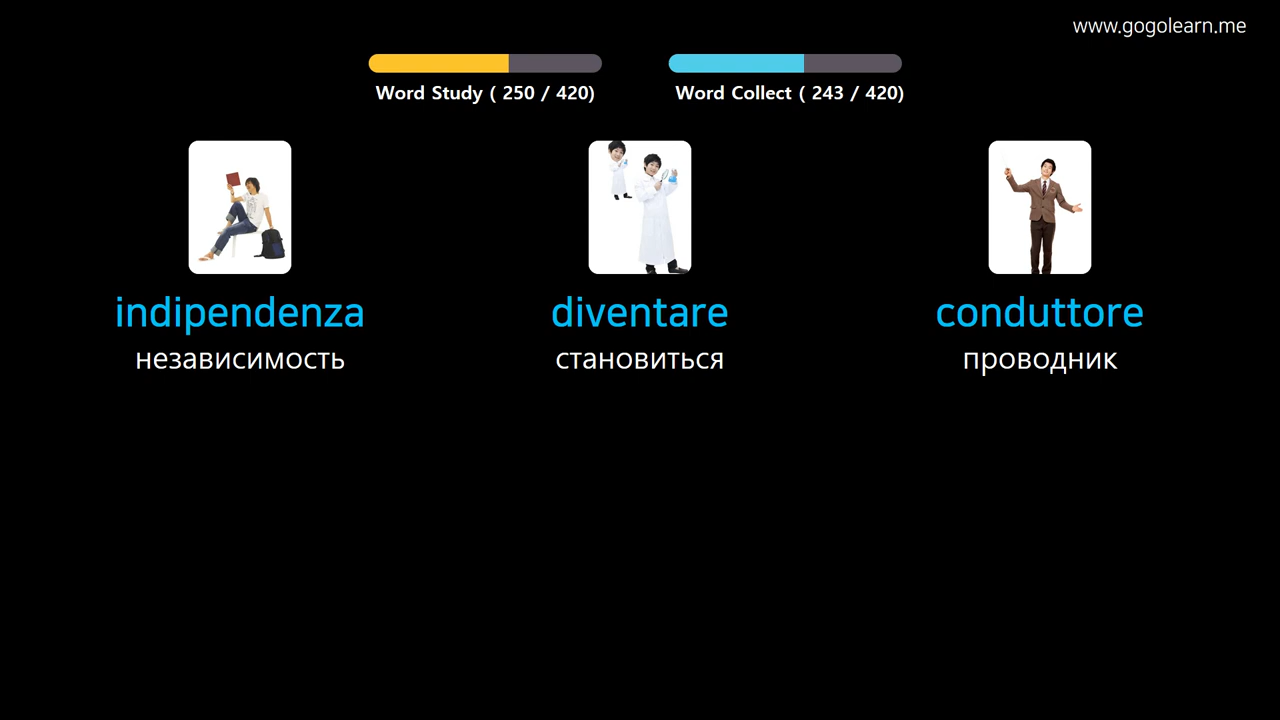 www.gogolearn.me
Word Study ( 250 / 420)
Word Collect ( 243 / 420)
indipendenza
независимость
diventare
становиться
conduttore
проводник